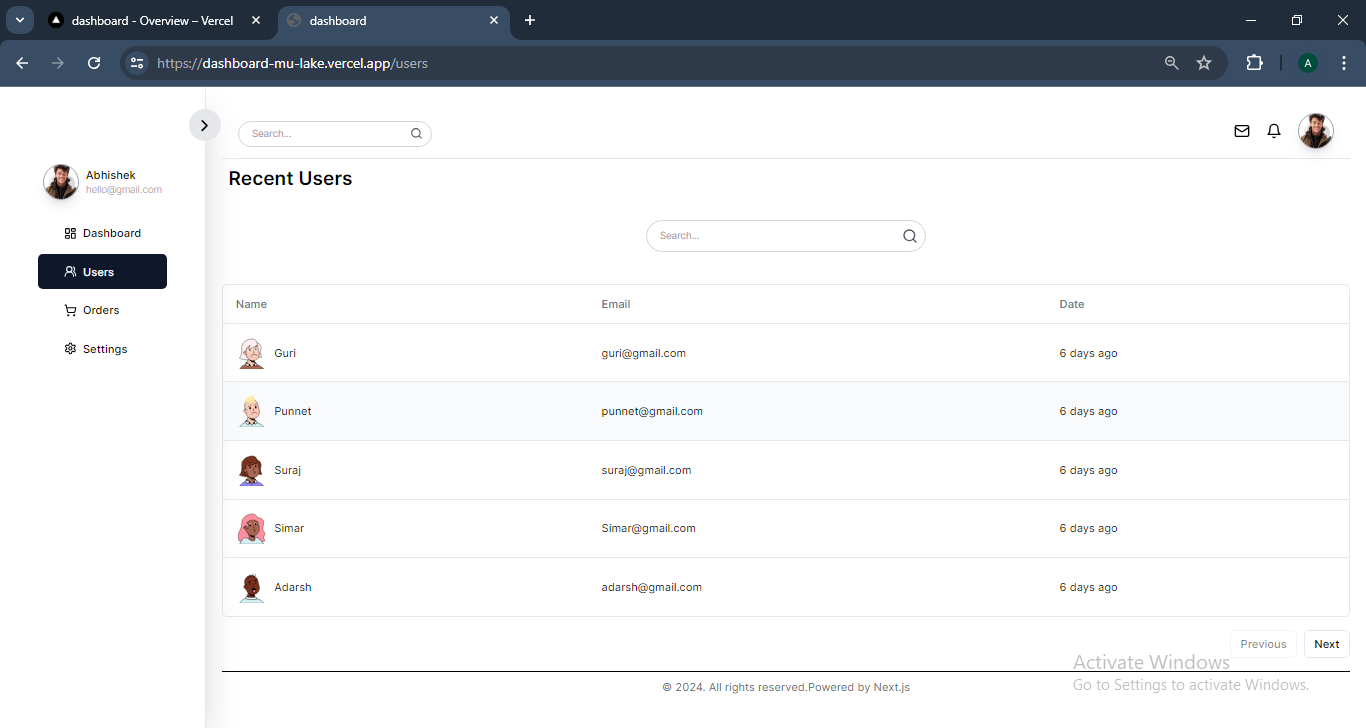 dashboard - Overview – Vercel
dashboard
https://dashboard-mu-lake.vercel.app/users
A
Search...
Abhishek
hello@gmail.com
Dashboard
Users
Orders
Settings
Recent Users
Search...
Name Email Date
Guri guri@gmail.com 6 days ago
Punnet punnet@gmail.com 6 days ago
Suraj suraj@gmail.com 6 days ago
Simar Simar@gmail.com 6 days ago
Adarsh adarsh@gmail.com 6 days ago
Previous Next
Activate Windows
Go to Settings to activate Windows.
© 2024. All rights reserved.Powered by Next.js